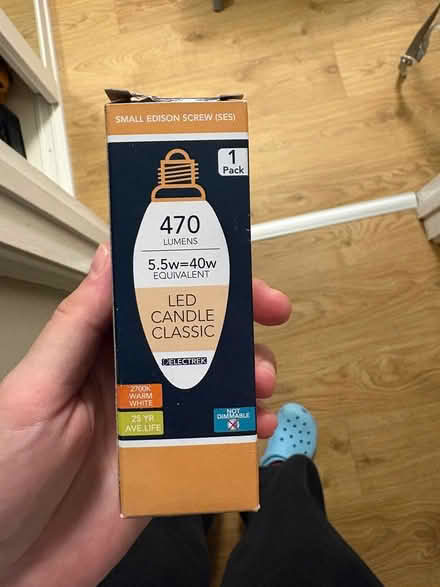 SMALL EDISON SCREW (SES)
1
Pack
470
LUMENS
5.5w=40w
EQUIVALENT
LED
CANDLE
CLASSIC
ELECTREK
2700K
WARM
WHITE
25 YR
AVE.LIFE
NOT
DIMMABLE